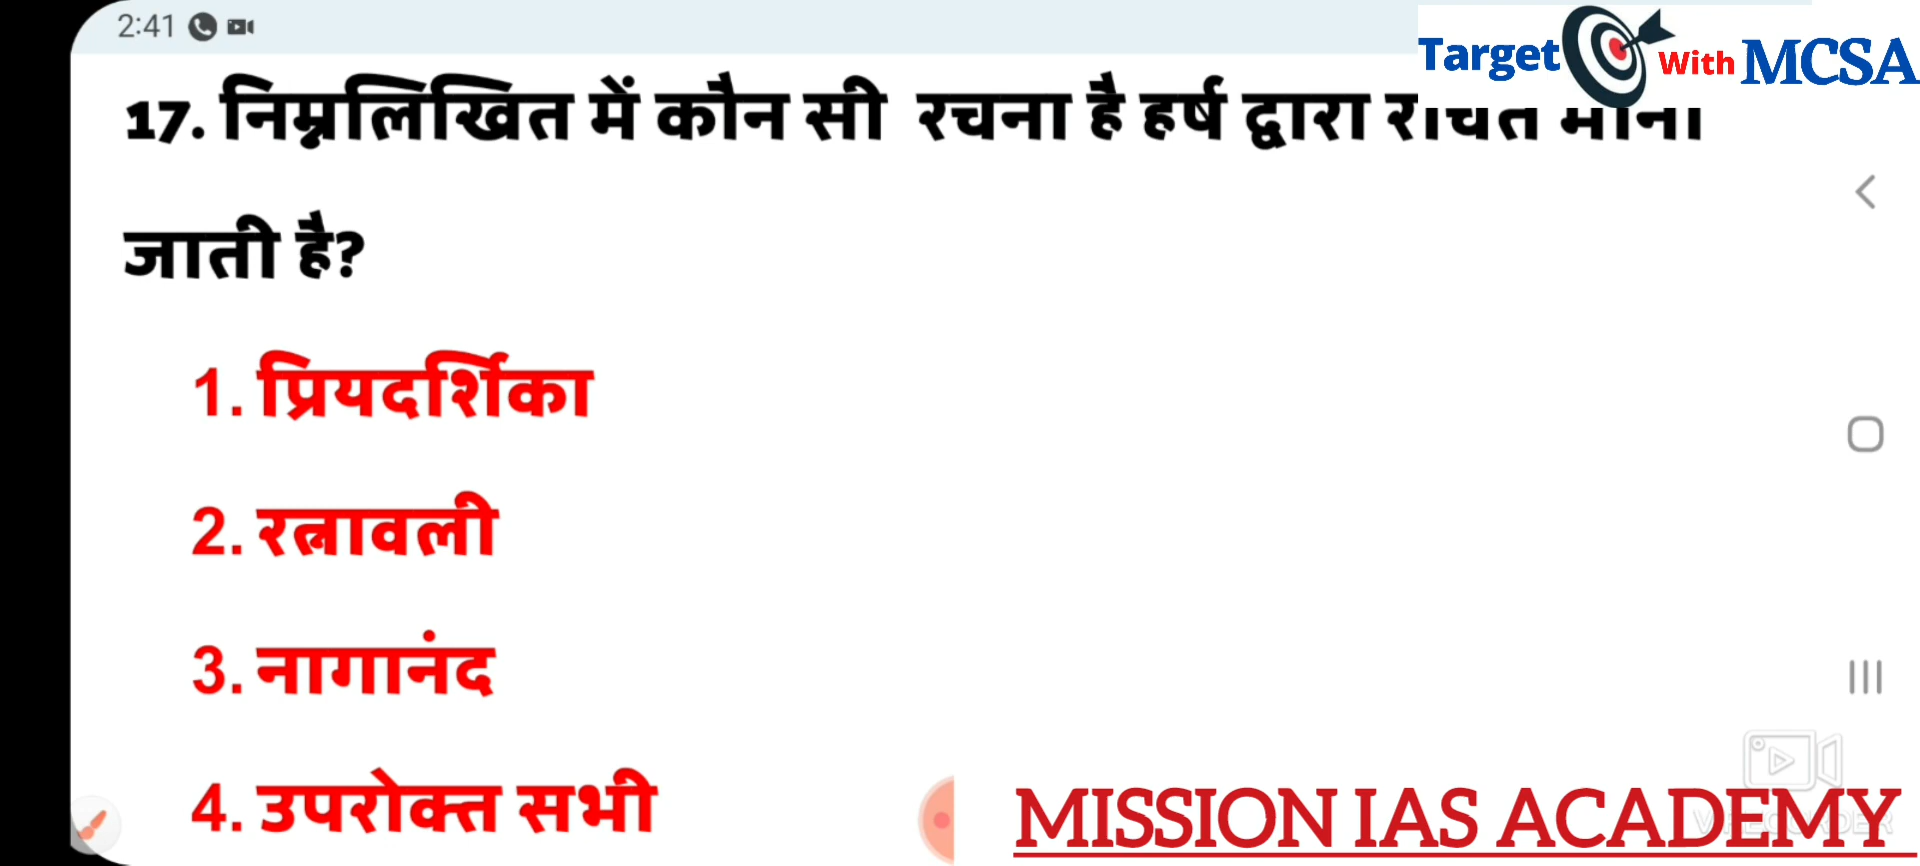 2:41
Target With MCSA
17. निम्नलिखित में कौन सी रचना है हर्ष द्वारा रचित मानी
जाती है?
1. प्रियदर्शिका
2. रत्नावली
3. नागानंद
4. उपरोक्त सभी
MISSION IAS ACADEMY